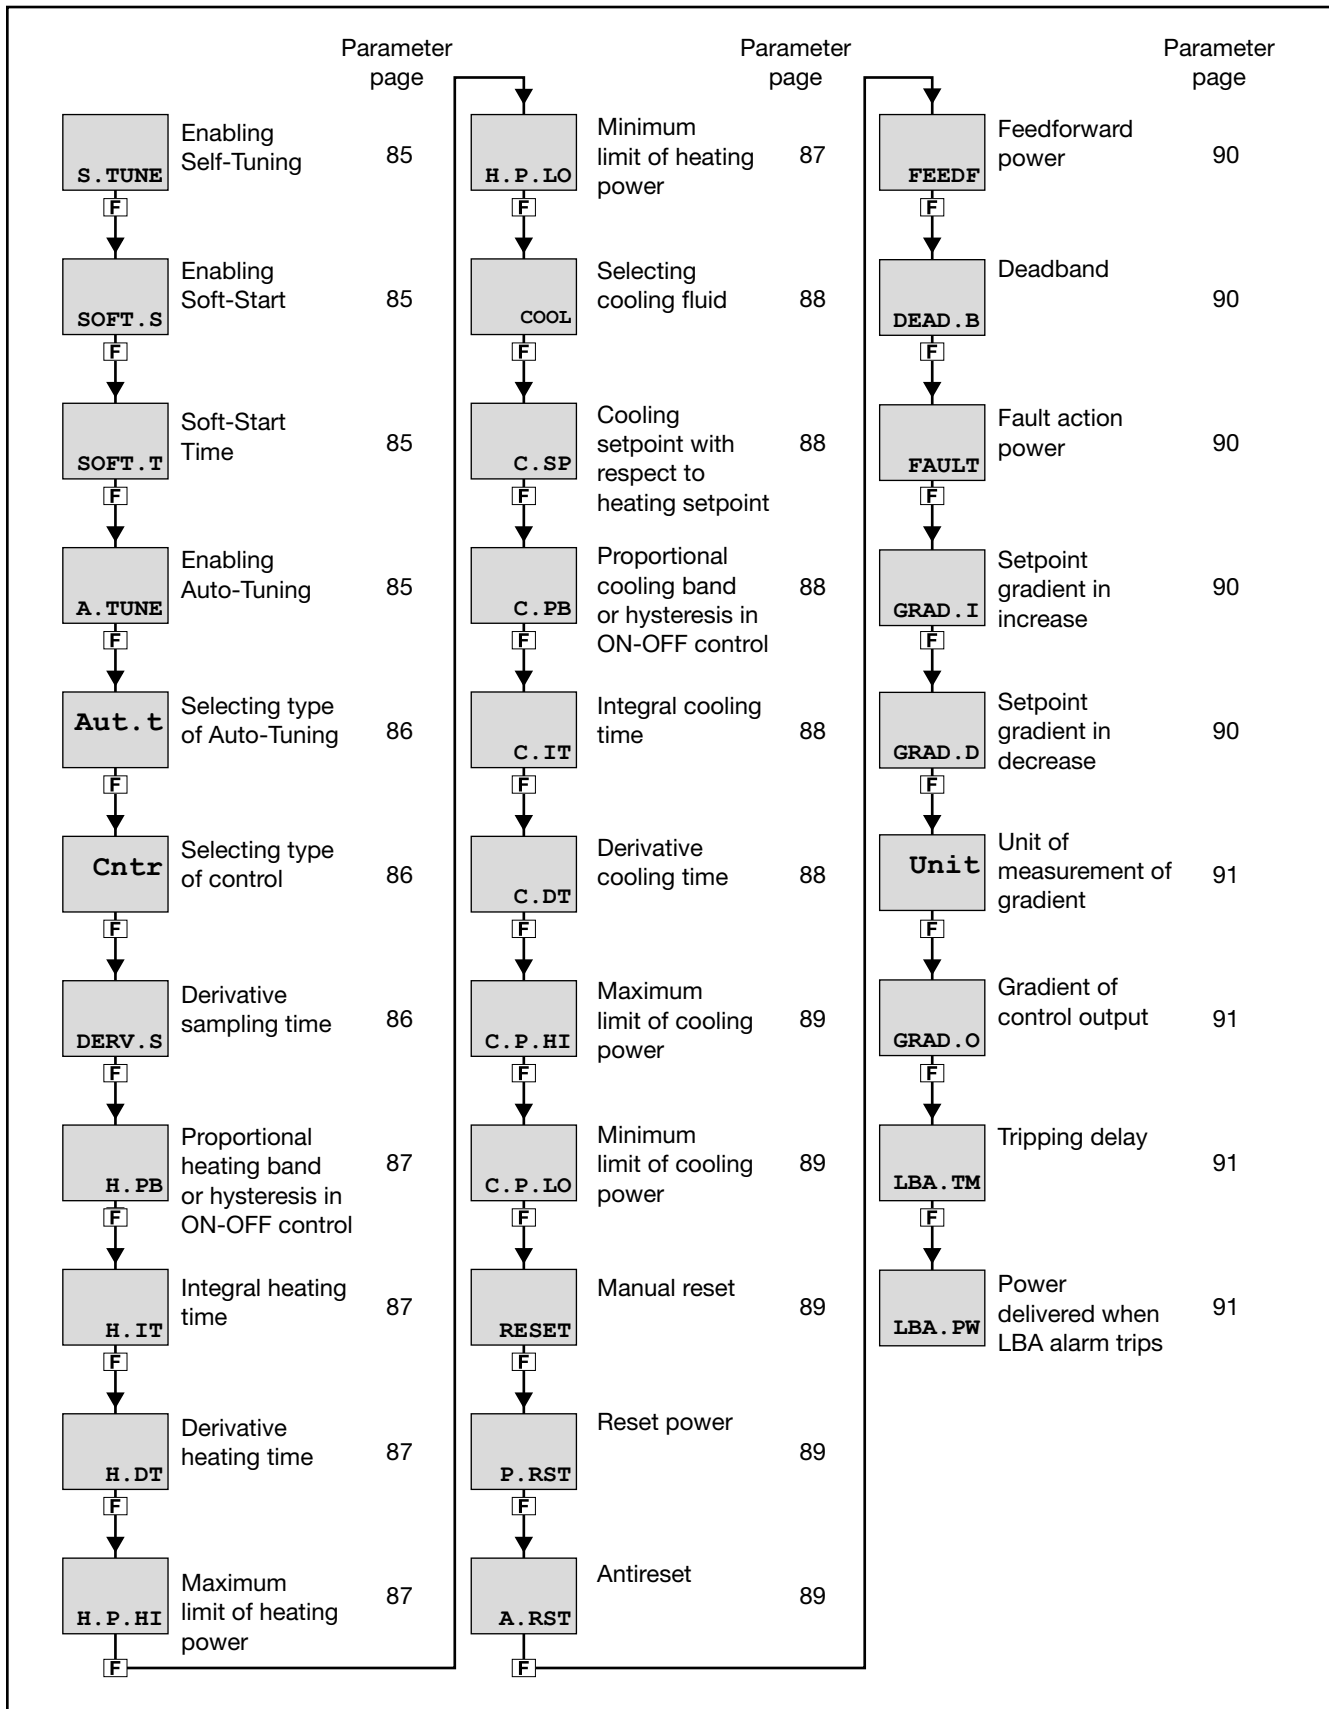 Parameter
page
S.TUNE
Enabling
Self-Tuning
85
F
SOFT.S
Enabling
Soft-Start
85
F
SOFT.T
Soft-Start
Time
85
F
A.TUNE
Enabling
Auto-Tuning
85
F
Aut.t
Selecting type
of Auto-Tuning
86
F
Cntr
Selecting type
of control
86
F
DERV.S
Derivative
sampling time
86
F
H.PB
Proportional
heating band
or hysteresis in
ON-OFF control
87
F
H.IT
Integral heating
time
87
F
H.DT
Derivative
heating time
87
F
H.P.HI
Maximum
limit of heating
power
87
F
Parameter
page
H.P.LO
Minimum
limit of heating
power
87
F
COOL
Selecting
cooling fluid
88
F
C.SP
Cooling
setpoint with
respect to
heating setpoint
88
F
C.PB
Proportional
cooling band
or hysteresis in
ON-OFF control
88
F
C.IT
Integral cooling
time
88
F
C.DT
Derivative
cooling time
88
F
C.P.HI
Maximum
limit of cooling
power
89
F
C.P.LO
Minimum
limit of cooling
power
89
F
RESET
Manual reset
89
F
P.RST
Reset power
89
F
A.RST
Antireset
89
F
Parameter
page
FEEDF
Feedforward
power
90
F
DEAD.B
Deadband
90
F
FAULT
Fault action
power
90
F
GRAD.I
Setpoint
gradient in
increase
90
F
GRAD.D
Setpoint
gradient in
decrease
90
F
Unit
Unit of
measurement of
gradient
91
F
GRAD.O
Gradient of
control output
91
F
LBA.TM
Tripping delay
91
F
LBA.PW
Power
delivered when
LBA alarm trips
91